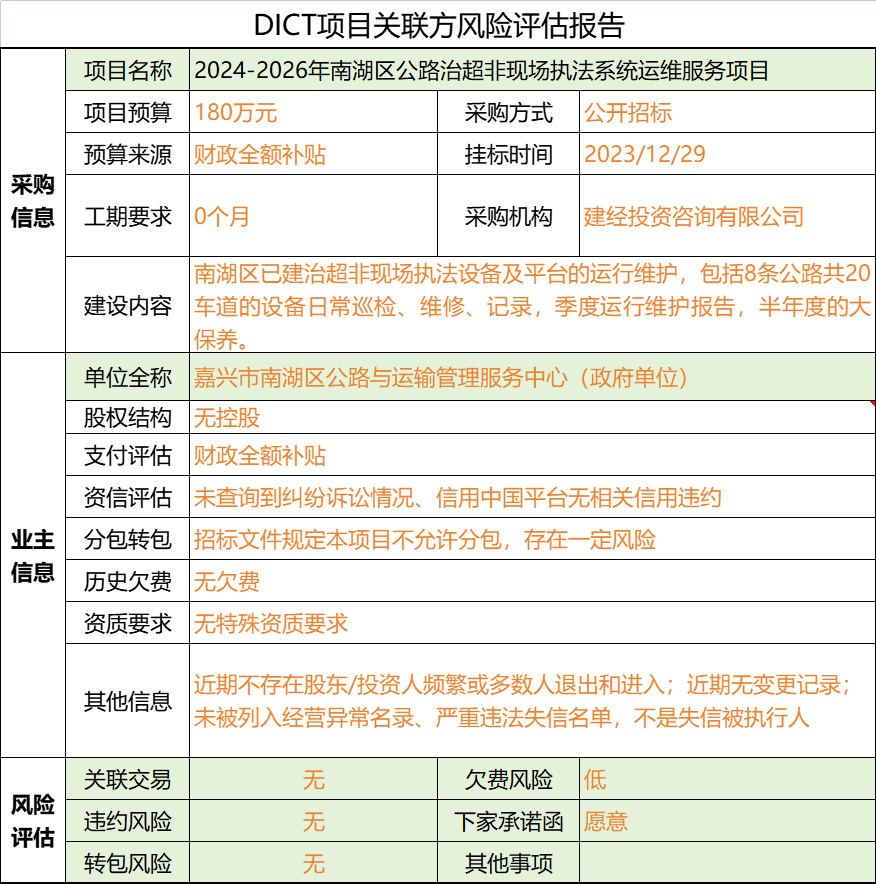 DICT项目关联方风险评估报告
采购信息
项目名称 2024-2026年南湖区公路治超非现场执法系统运维服务项目
项目预算 180万元 采购方式 公开招标
预算来源 财政全额补贴 挂标时间 2023/12/29
工期要求 0个月 采购机构 建经投资咨询有限公司
建设内容 南湖区已建治超非现场执法设备及平台的运行维护，包括8条公路共20
车道的设备日常巡检、维修、记录，季度运行维护报告，半年度的大
保养。
业主信息
单位全称 嘉兴市南湖区公路与运输管理服务中心（政府单位）
股权结构 无控股
支付评估 财政全额补贴
资信评估 未查询到纠纷诉讼情况、信用中国平台无相关信用违约
分包转包 招标文件规定本项目不允许分包，存在一定风险
历史欠费 无欠费
资质要求 无特殊资质要求
其他信息 近期不存在股东/投资人频繁或多数人退出和进入；近期无变更记录；
未被列入经营异常名录、严重违法失信名单，不是失信被执行人
风险评估
关联交易 无 欠费风险 低
违约风险 无 下家承诺函 愿意
转包风险 无 其他事项